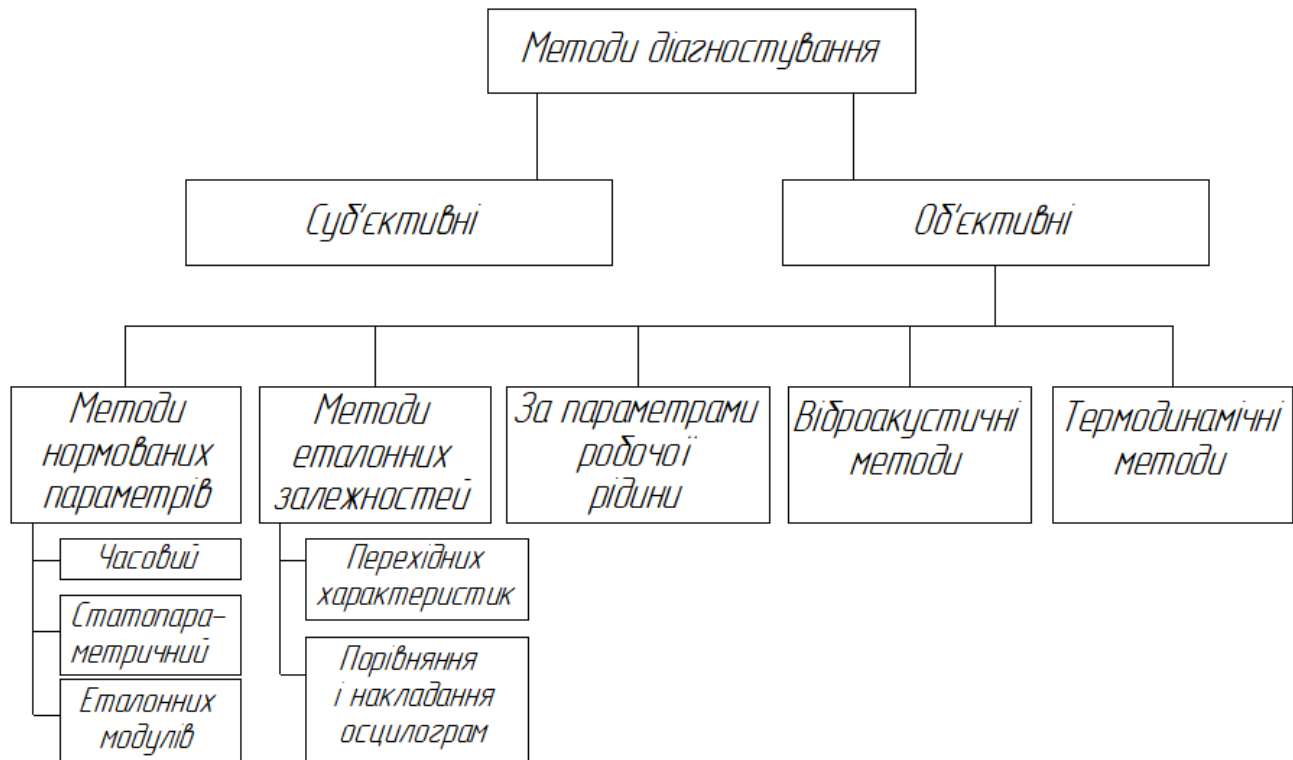 Методи діагностування
Суб'єктивні
Об'єктивні
Методи
нормованих
параметрів
Методи
еталонних
залежностей
За параметрами
робочої
рідини
Віброакустичні
методи
Термодинамічні
методи
Часовий
Статопара-
метричний
Еталонних
модулів
Перехідних
характеристик
Порівняння
і накладання
осцилограм